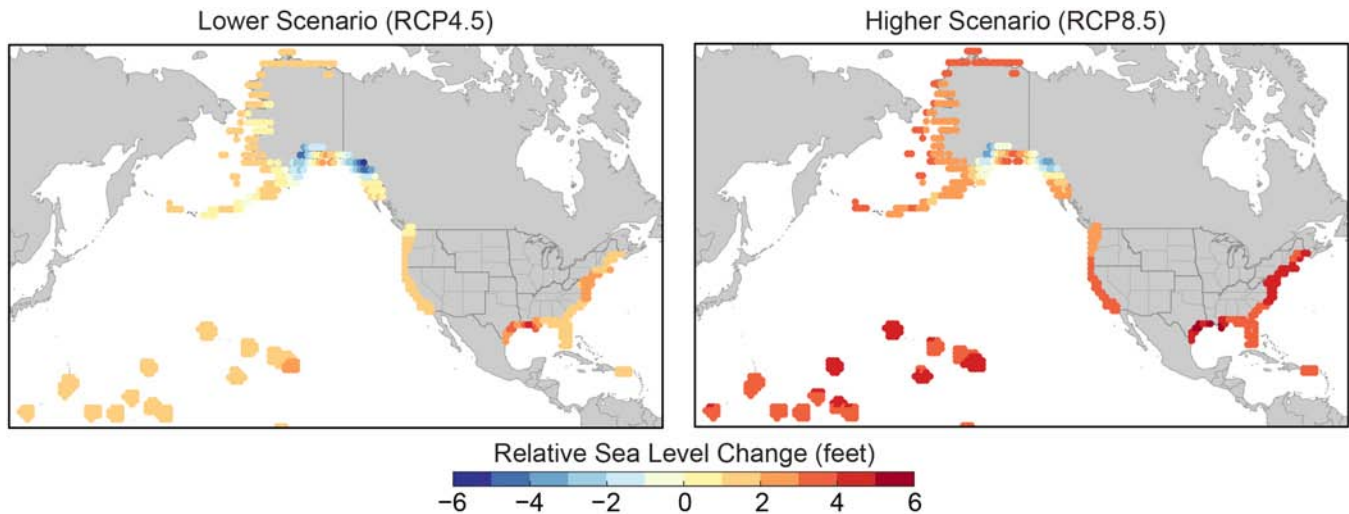 Lower Scenario (RCP4.5)
Higher Scenario (RCP8.5)
Relative Sea Level Change (feet)
−6 −4 −2 0 2 4 6